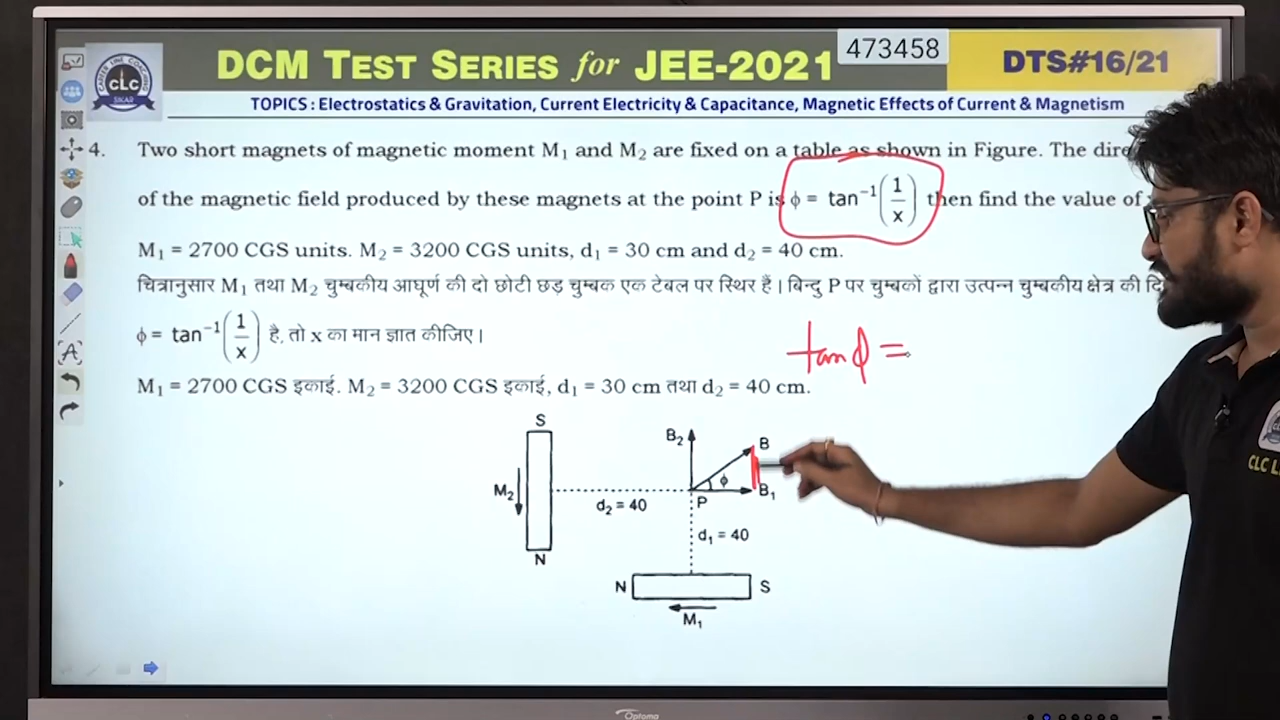 DCM TEST SERIES for JEE-2021
473458
DTS#16/21
CLC
SIKAR
TOPICS : Electrostatics & Gravitation, Current Electricity & Capacitance, Magnetic Effects of Current & Magnetism
4. Two short magnets of magnetic moment M₁ and M₂ are fixed on a table as shown in Figure. The
of the magnetic field produced by these magnets at the point P is ϕ = tan⁻¹(1/x) then find the value of
M₁ = 2700 CGS units. M₂ = 3200 CGS units, d₁ = 30 cm and d₂ = 40 cm.
चित्रानुसार M₁ तथा M₂ चुम्बकीय आघूर्ण की दो छोटी छड़ चुम्बक एक टेबल पर स्थिर हैं। बिन्दु P पर चुम्बकों द्वारा उत्पन्न चुम्बकीय क्षेत्र की
ϕ = tan⁻¹(1/x) है, तो x का मान ज्ञात कीजिए।
tanϕ =
M₁ = 2700 CGS इकाई. M₂ = 3200 CGS इकाई, d₁ = 30 cm तथा d₂ = 40 cm.
S
B₂
B
ϕ
M₂
P
B₁
d₂ = 40
d₁ = 40
N
N
S
M₁
CLC
Optoma